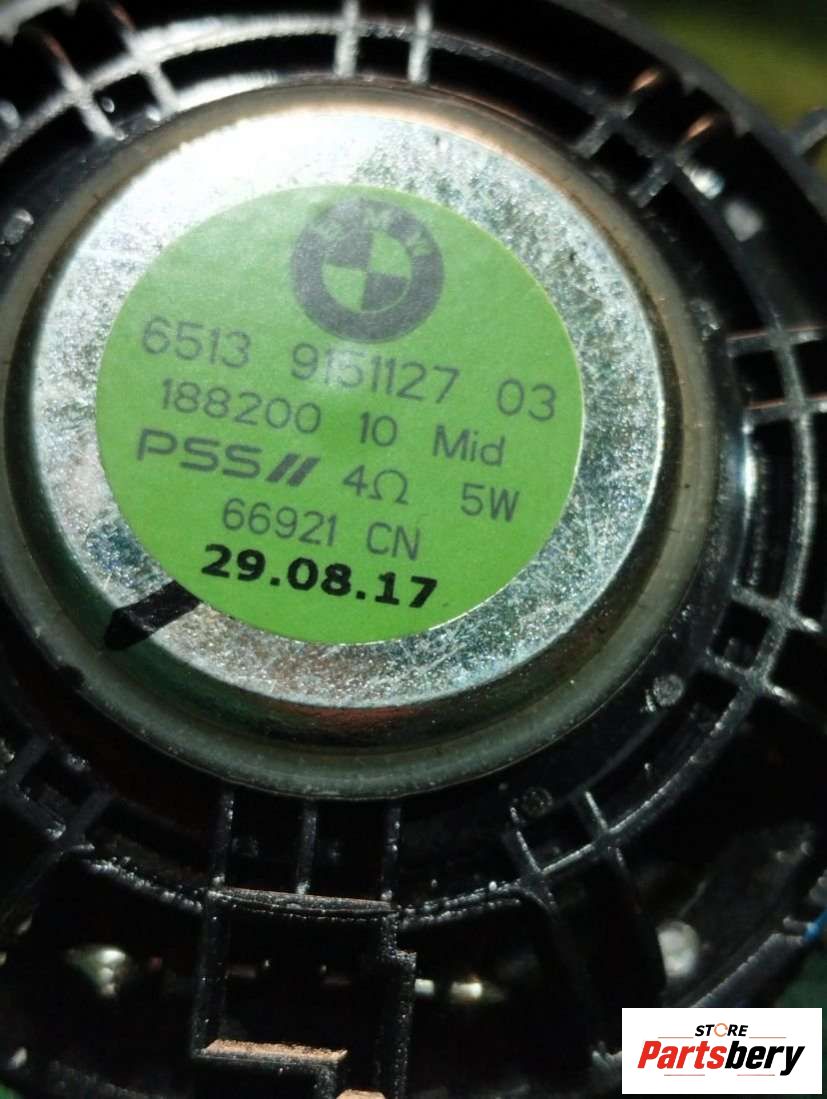 BMW
6513 9151127 03
188200 10 Mid
PSS// 4Ω 5W
66921 CN
29.08.17
STORE
Partsbery